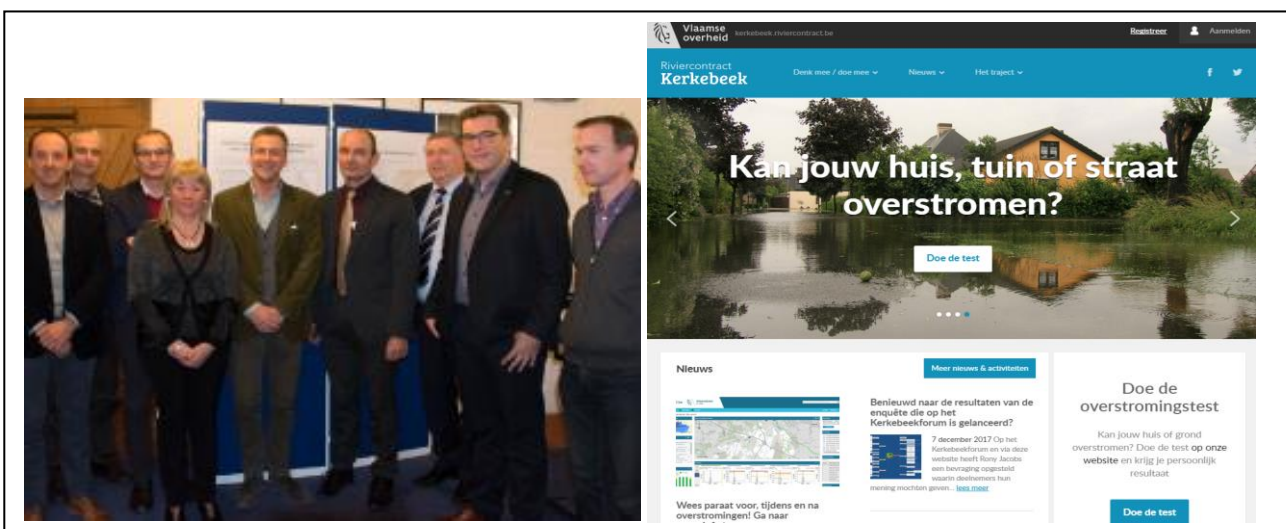 Vlaamse
overheid
kerkebeek.riviercontract.be
Registreer
Aanmelden
Riviercontract
Kerkebeek
Denk mee / doe mee
Nieuws
Het traject
Kan jouw huis, tuin of straat
overstromen?
Doe de test
Nieuws
Meer nieuws & activiteiten
Wees paraat voor, tijdens en na
overstromingen! Ga naar
Benieuwd naar de resultaten van de
enquête die op het
Kerkebeekforum is gelanceerd?
7 december 2017 Op het
Kerkebeekforum en via deze
website heeft Rony Jacobs
een bevraging opgesteld
waarin deelnemers hun
mening mochten geven... lees meer
Doe de
overstromingstest
Kan jouw huis of grond
overstromen? Doe de test op onze
website en krijg je persoonlijk
resultaat
Doe de test